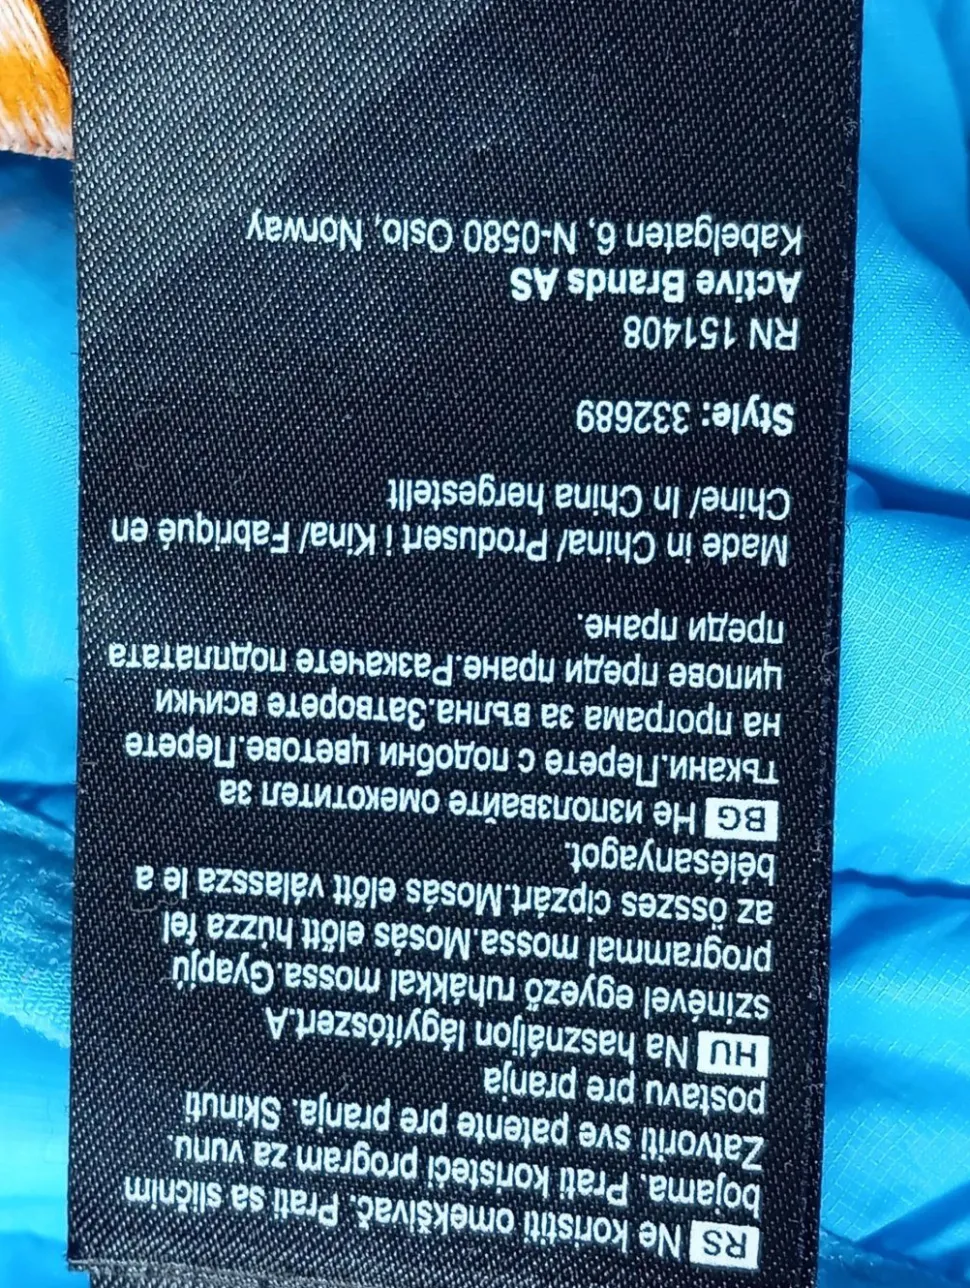 RS Ne koristiti omekšivač. Prati sa sličnim
bojama. Prati koristeći program za vunu.
Zatvoriti sve patente pre pranja. Skinuti
postavu pre pranja
HU Na használjon lágyítószert.A
színével egyező ruhákkal mossa.Gyapjú
programmal mossa.Mosás előtt húzza fel
az összes cipzárt.Mosás előtt válassza le a
bélésanyagot.
BG Не използвайте омекотител за
тъкани.Перете с подобни цветове.Перете
на програма за вълна.Затворете всички
ципове преди пране.Разкачете подплатата
преди пране.
Made in China/ Produsert i Kina/ Fabriqué en
Chine/ In China hergestellt
Style: 332689
RN 151408
Active Brands AS
Kabelgaten 6, N-0580 Oslo, Norway